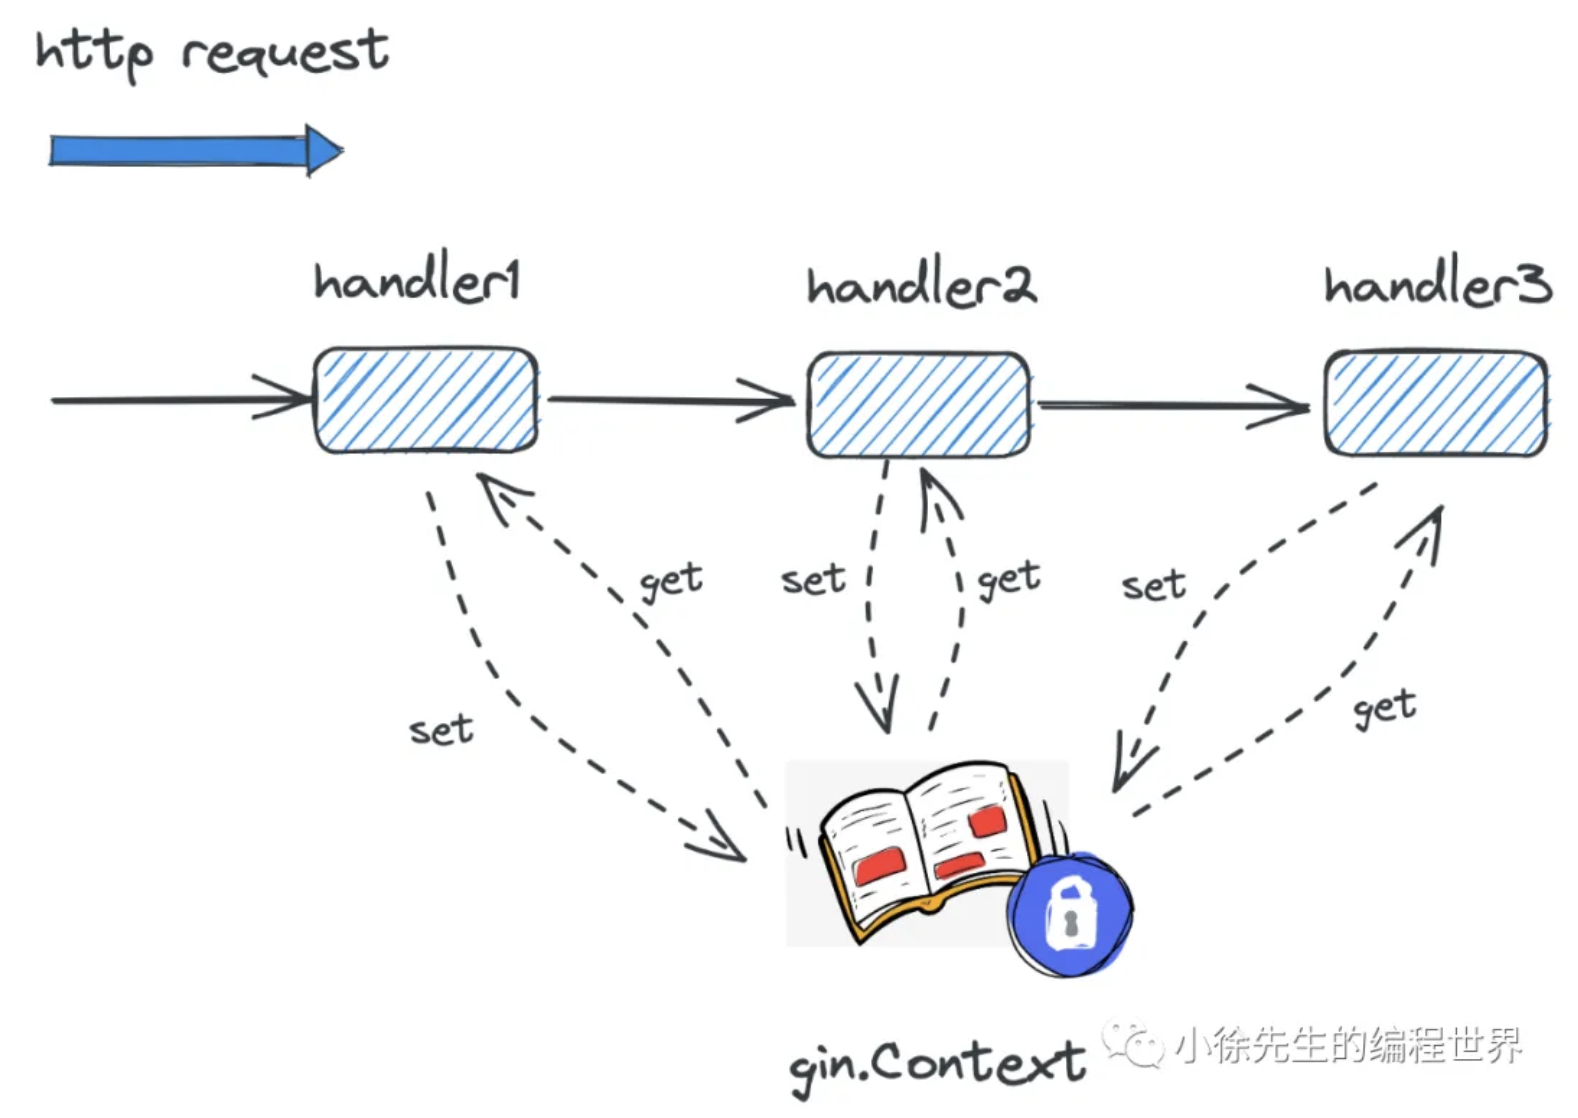 http request
handler1
handler2
handler3
get
set
get
set
get
set
gin.Context
小徐先生的编程世界